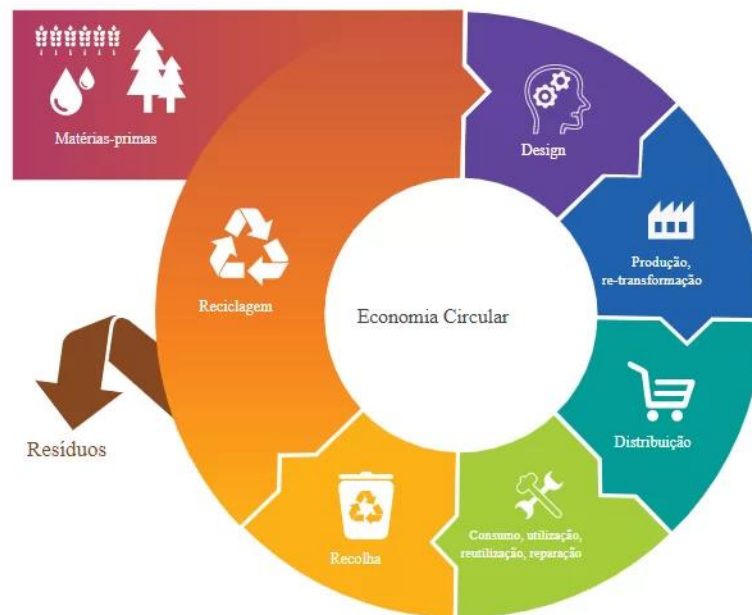 Matérias-primas
Design
Produção,
re-transformação
Distribuição
Consumo, utilização,
reutilização, reparação
Recolha
Reciclagem
Resíduos
Economia Circular